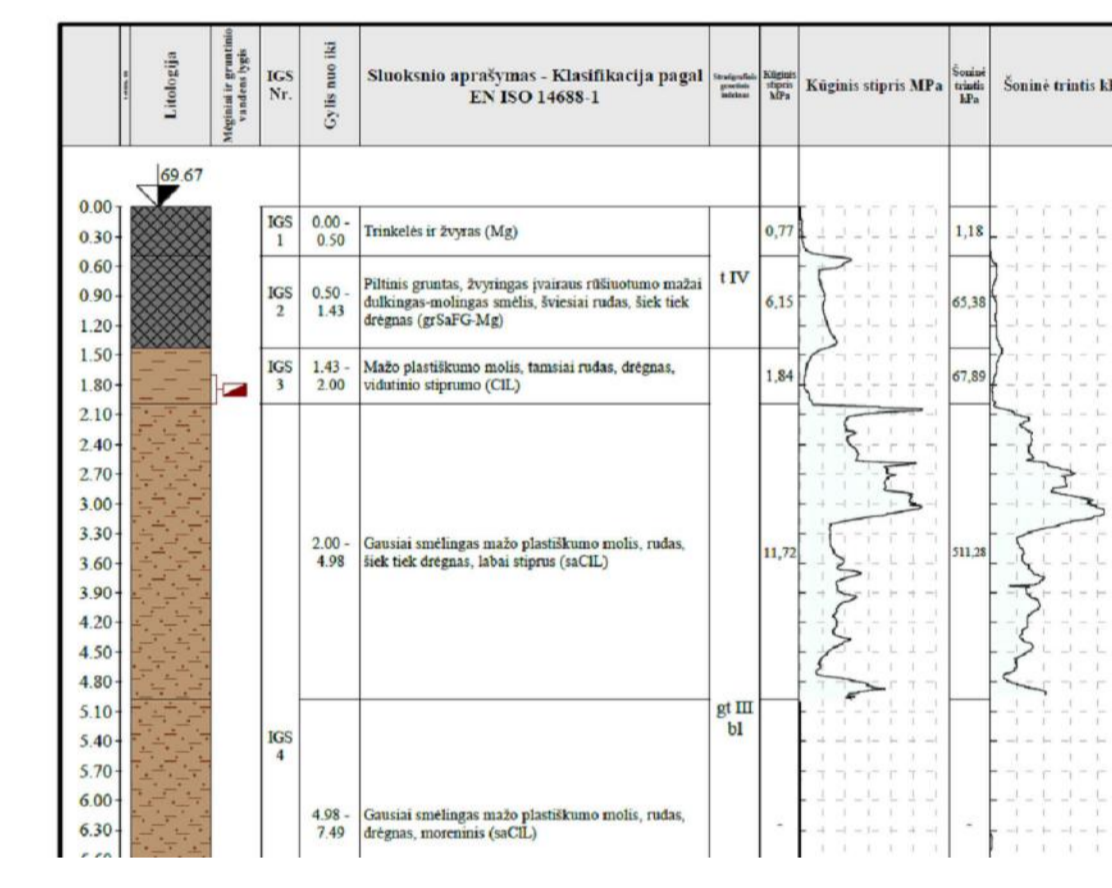 Litologija
Mėginiai ir gruntinio
vandens lygis
IGS
Nr.
Gylis nuo iki
Sluoksnio aprašymas - Klasifikacija pagal
EN ISO 14688-1
Stratigrafinis
gruntinis
indeksas
Kūginis
stipris
MPa
Kūginis stipris MPa
Šoninė
trintis
kPa
Šoninė trintis k
69.67
0.00
0.30
0.60
0.90
1.20
1.50
1.80
2.10
2.40
2.70
3.00
3.30
3.60
3.90
4.20
4.50
4.80
5.10
5.40
5.70
6.00
6.30
IGS
1
0.00 -
0.50
Trinkelės ir žvyras (Mg)
0,77
1,18
IGS
2
0.50 -
1.43
Piltinis gruntas, žvyringas įvairaus rūšiuotumo mažai
dulkingas-molingas smėlis, šviesiai rudas, šiek tiek
drėgnas (grSaFG-Mg)
t IV
6,15
65,38
IGS
3
1.43 -
2.00
Mažo plastiškumo molis, tamsiai rudas, drėgnas,
vidutinio stiprumo (CIL)
1,84
67,89
2.00 -
4.98
Gausiai smėlingas mažo plastiškumo molis, rudas,
šiek tiek drėgnas, labai stiprus (saCIL)
11,72
511,28
gt III
bl
IGS
4
4.98 -
7.49
Gausiai smėlingas mažo plastiškumo molis, rudas,
drėgnas, moreninis (saCIL)
-
-